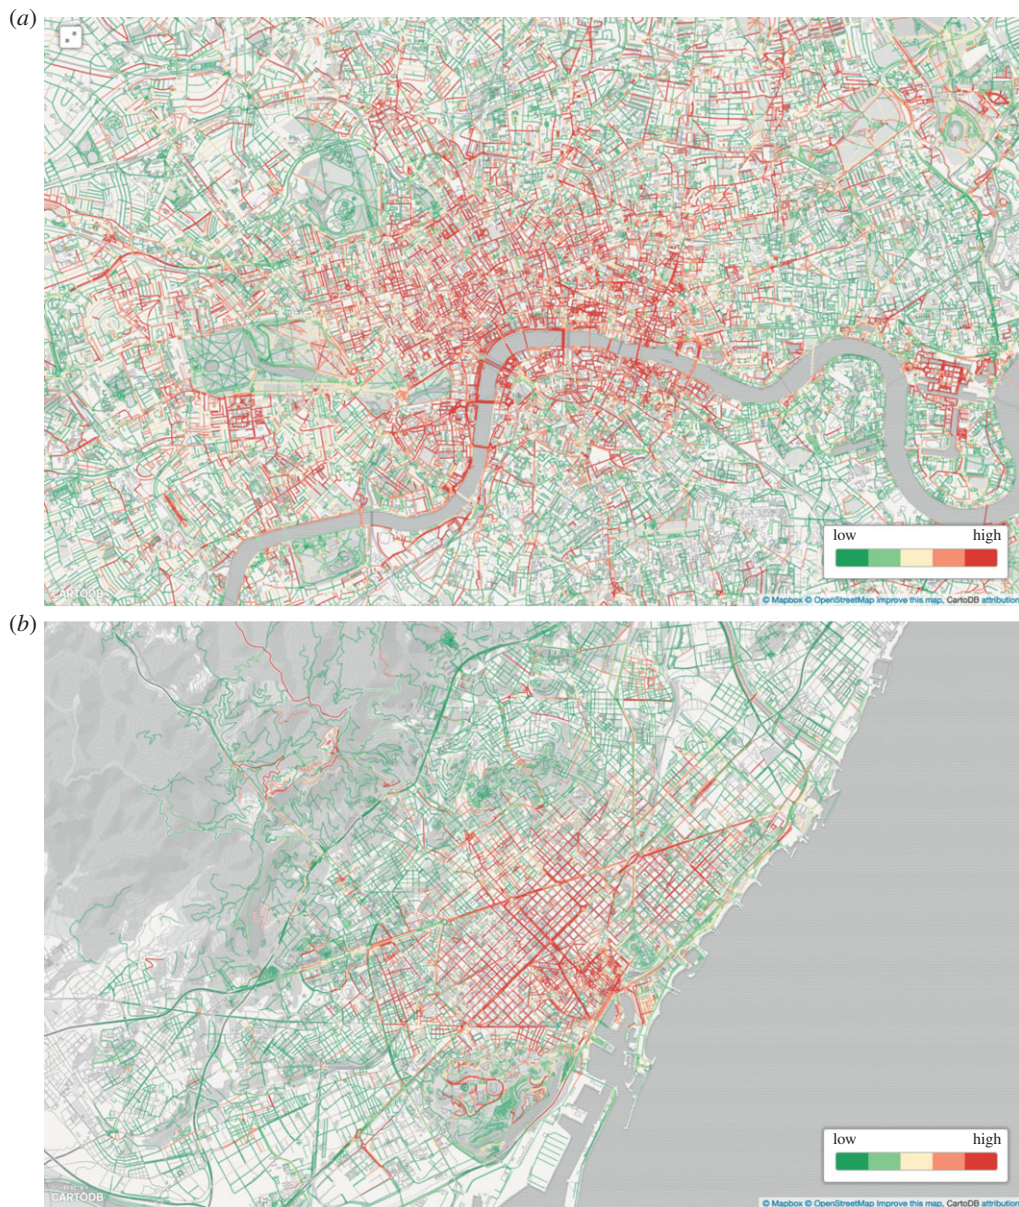 (a)
low high
CARTODB
© Mapbox © OpenStreetMap Improve this map, CartoDB attribution
(b)
low high
CARTODB
© Mapbox © OpenStreetMap Improve this map, CartoDB attribution